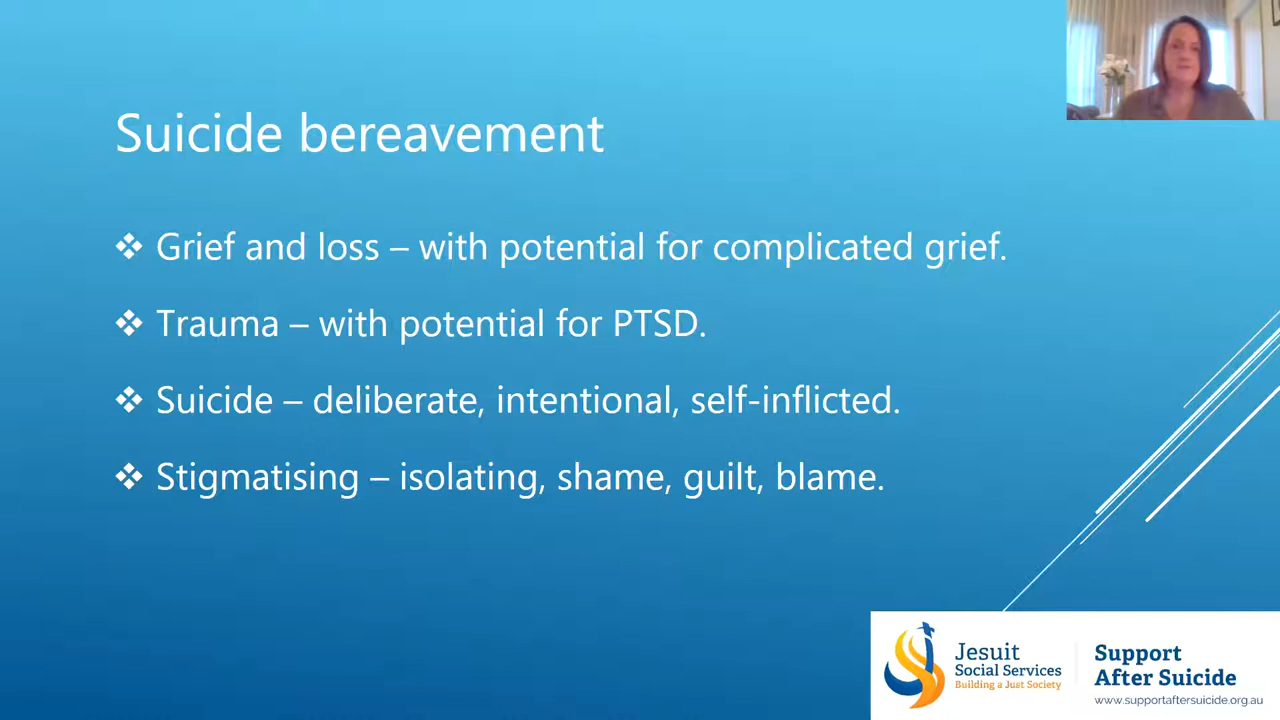 Suicide bereavement
❖ Grief and loss – with potential for complicated grief.
❖ Trauma – with potential for PTSD.
❖ Suicide – deliberate, intentional, self-inflicted.
❖ Stigmatising – isolating, shame, guilt, blame.
Jesuit
Social Services
Building a Just Society
Support
After Suicide
www.supportaftersuicide.org.au